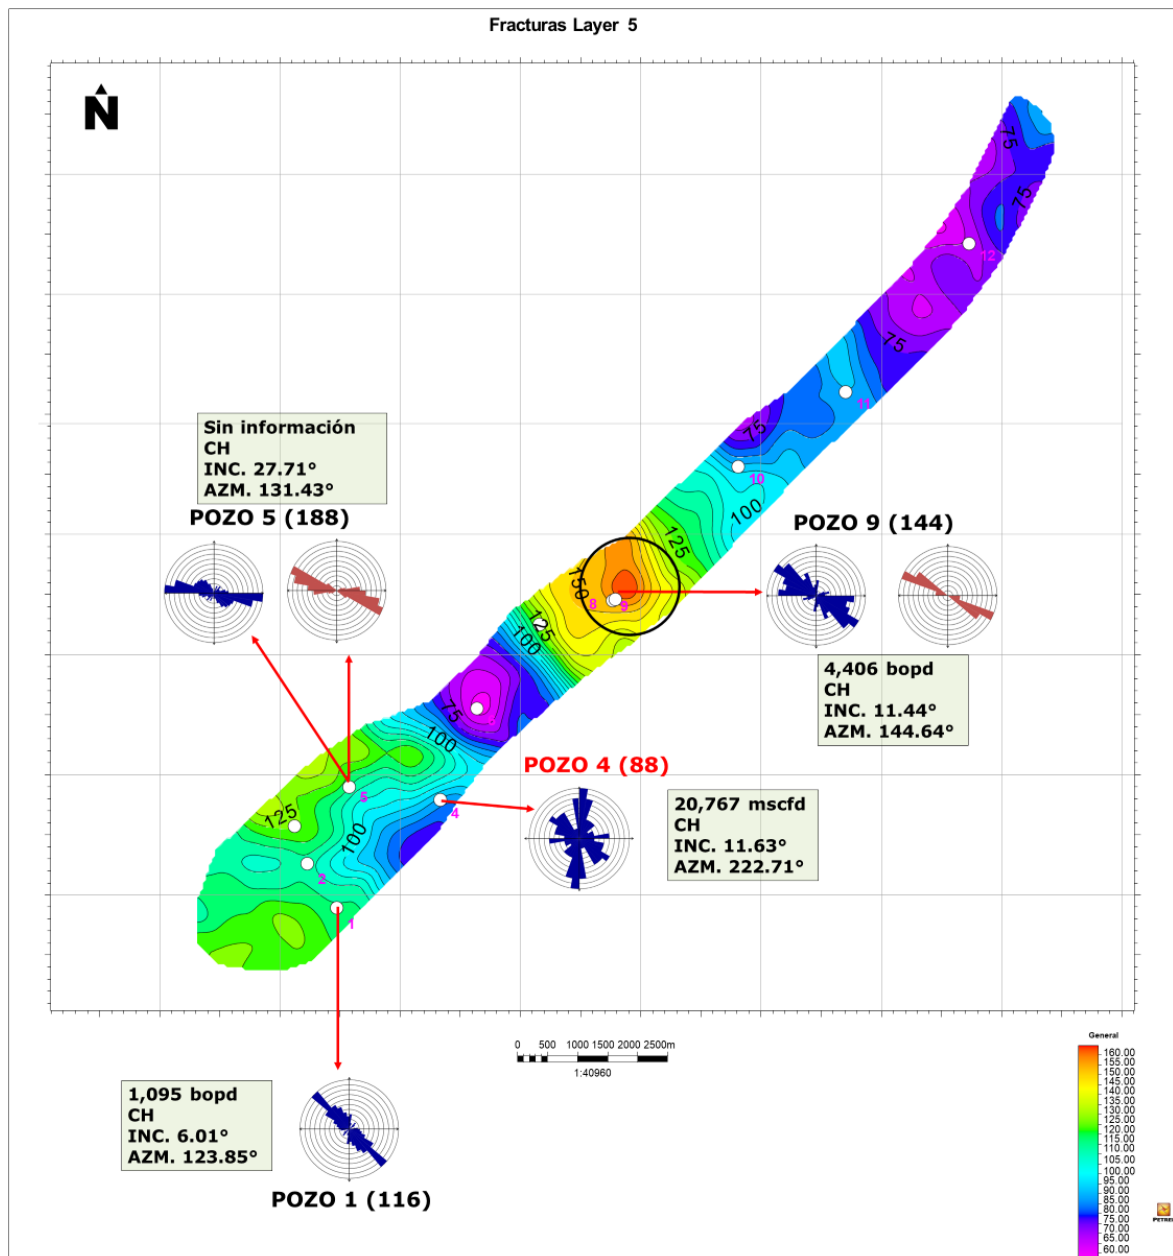 Fracturas Layer 5
N
75
75
12
75
11
75
10
100
125
150
8
9
125
100
75
6
100
5
4
125
100
2
1
Sin información
CH
INC. 27.71°
AZM. 131.43°
POZO 5 (188)
POZO 9 (144)
4,406 bopd
CH
INC. 11.44°
AZM. 144.64°
POZO 4 (88)
20,767 mscfd
CH
INC. 11.63°
AZM. 222.71°
1,095 bopd
CH
INC. 6.01°
AZM. 123.85°
POZO 1 (116)
0 500 1000 1500 2000 2500m
1:40960
General
160.00
155.00
150.00
145.00
140.00
135.00
130.00
125.00
120.00
115.00
110.00
105.00
100.00
95.00
90.00
85.00
80.00
75.00
70.00
65.00
60.00